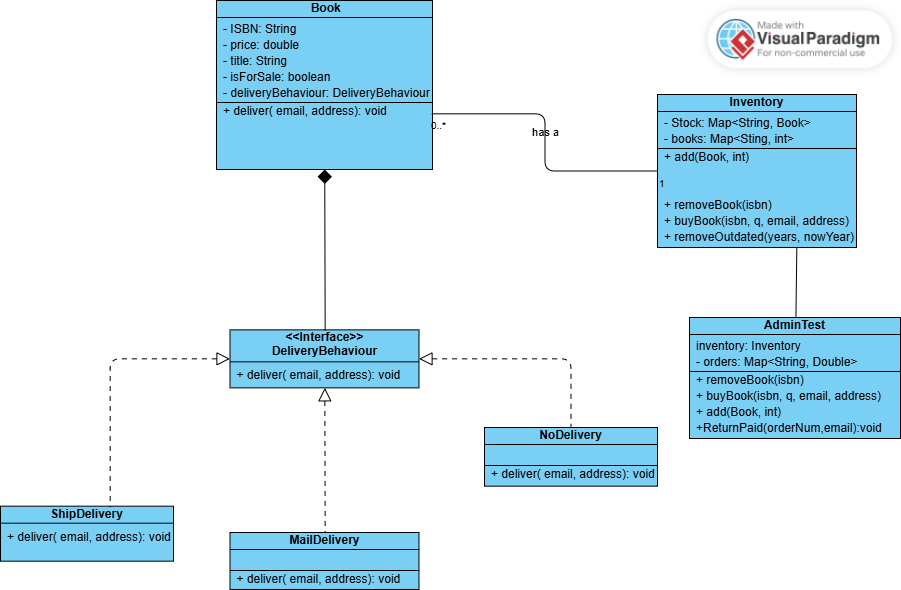 Book
- ISBN: String
- price: double
- title: String
- isForSale: boolean
- deliveryBehaviour: DeliveryBehaviour
+ deliver( email, address): void
Made with
Visual Paradigm
For non-commercial use
0..*
has a
Inventory
- Stock: Map<String, Book>
- books: Map<Sting, int>
+ add(Book, int)
1
+ removeBook(isbn)
+ buyBook(isbn, q, email, address)
+ removeOutdated(years, nowYear)
<<Interface>>
DeliveryBehaviour
+ deliver( email, address): void
AdminTest
inventory: Inventory
- orders: Map<String, Double>
+ removeBook(isbn)
+ buyBook(isbn, q, email, address)
+ add(Book, int)
+ReturnPaid(orderNum,email):void
NoDelivery
+ deliver( email, address): void
ShipDelivery
+ deliver( email, address): void
MailDelivery
+ deliver( email, address): void